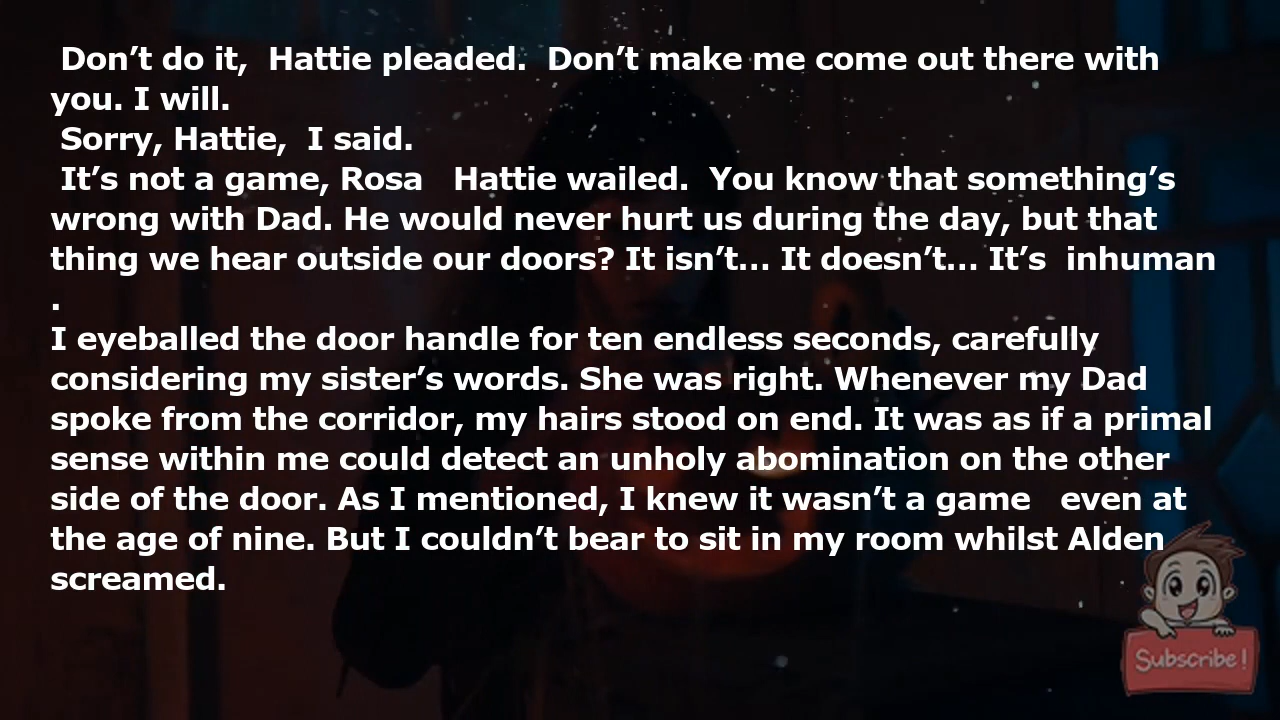 Don’t do it,  Hattie pleaded.  Don’t make me come out there with
you. I will.
Sorry, Hattie,  I said.
It’s not a game, Rosa   Hattie wailed.  You know that something’s
wrong with Dad. He would never hurt us during the day, but that
thing we hear outside our doors? It isn’t... It doesn’t... It’s  inhuman
.
I eyeballed the door handle for ten endless seconds, carefully
considering my sister’s words. She was right. Whenever my Dad
spoke from the corridor, my hairs stood on end. It was as if a primal
sense within me could detect an unholy abomination on the other
side of the door. As I mentioned, I knew it wasn’t a game   even at
the age of nine. But I couldn’t bear to sit in my room whilst Alden
screamed.
Subscribe!